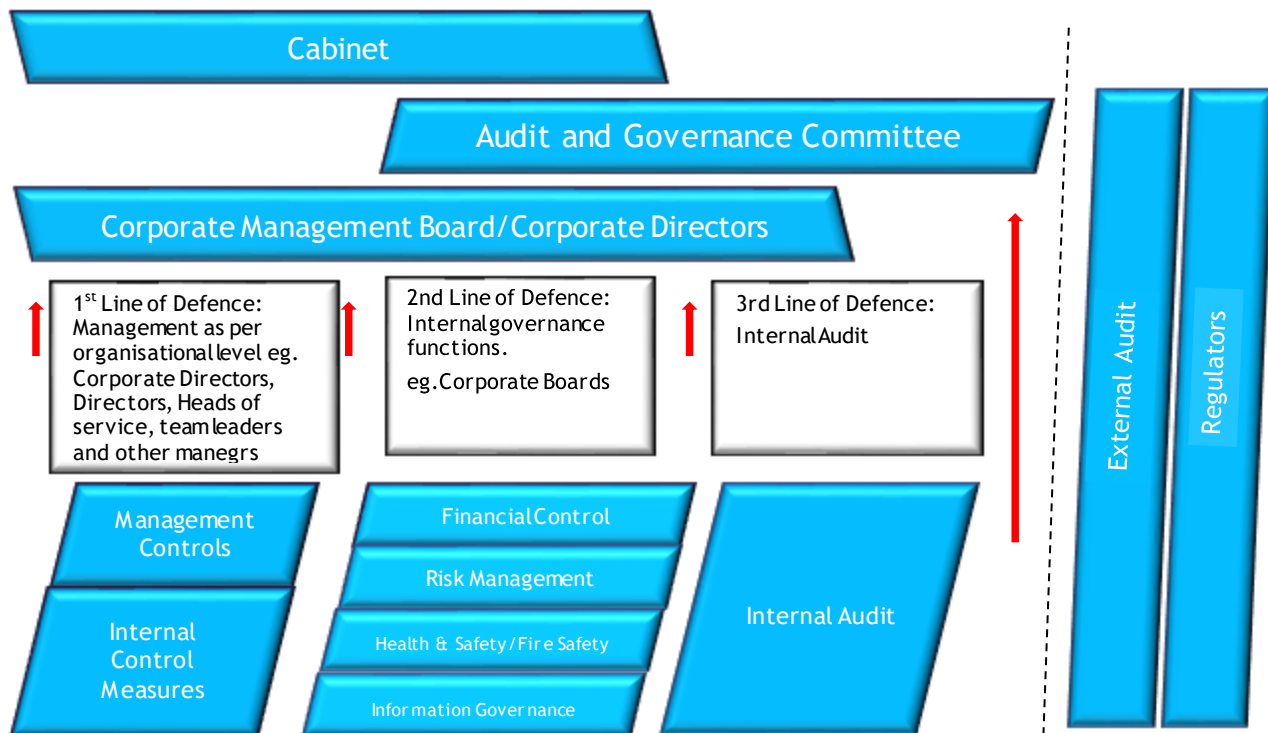 Cabinet
Audit and Governance Committee
Corporate Management Board/Corporate Directors
1st Line of Defence:
Management as per
organisational level eg.
Corporate Directors,
Directors, Heads of
service, team leaders
and other manegrs
2nd Line of Defence:
Internal governance
functions.
eg. Corporate Boards
3rd Line of Defence:
Internal Audit
Management
Controls
Internal
Control
Measures
Financial Control
Risk Management
Health & Safety/Fire Safety
Information Governance
Internal Audit
External Audit
Regulators